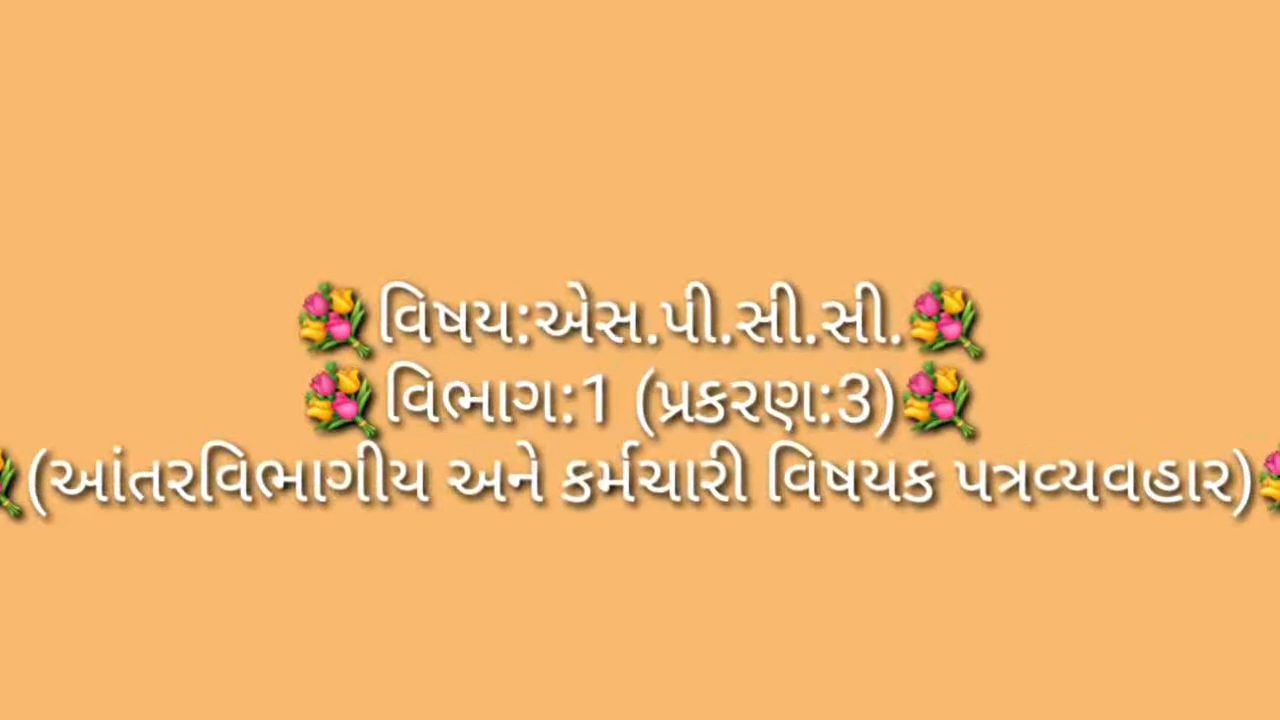 💐વિષય:એસ.પી.સી.સી.💐
💐વિભાગ:1 (પ્રકરણ:3)💐
💐(આંતરવિભાગીય અને કર્મચારી વિષયક પત્રવ્યવહાર)💐